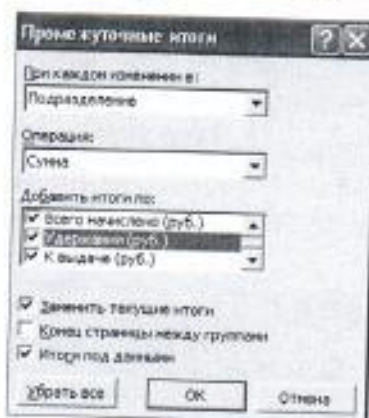 Промежуточные итоги
При каждом изменении в:
Подразделение
Операция:
Сумма
Добавить итоги по:
Всего начислено (руб.)
Удержания (руб.)
К выдаче (руб.)
Заменить текущие итоги
Конец страницы между группами
Итоги под данными
Убрать все
ОК
Отмена